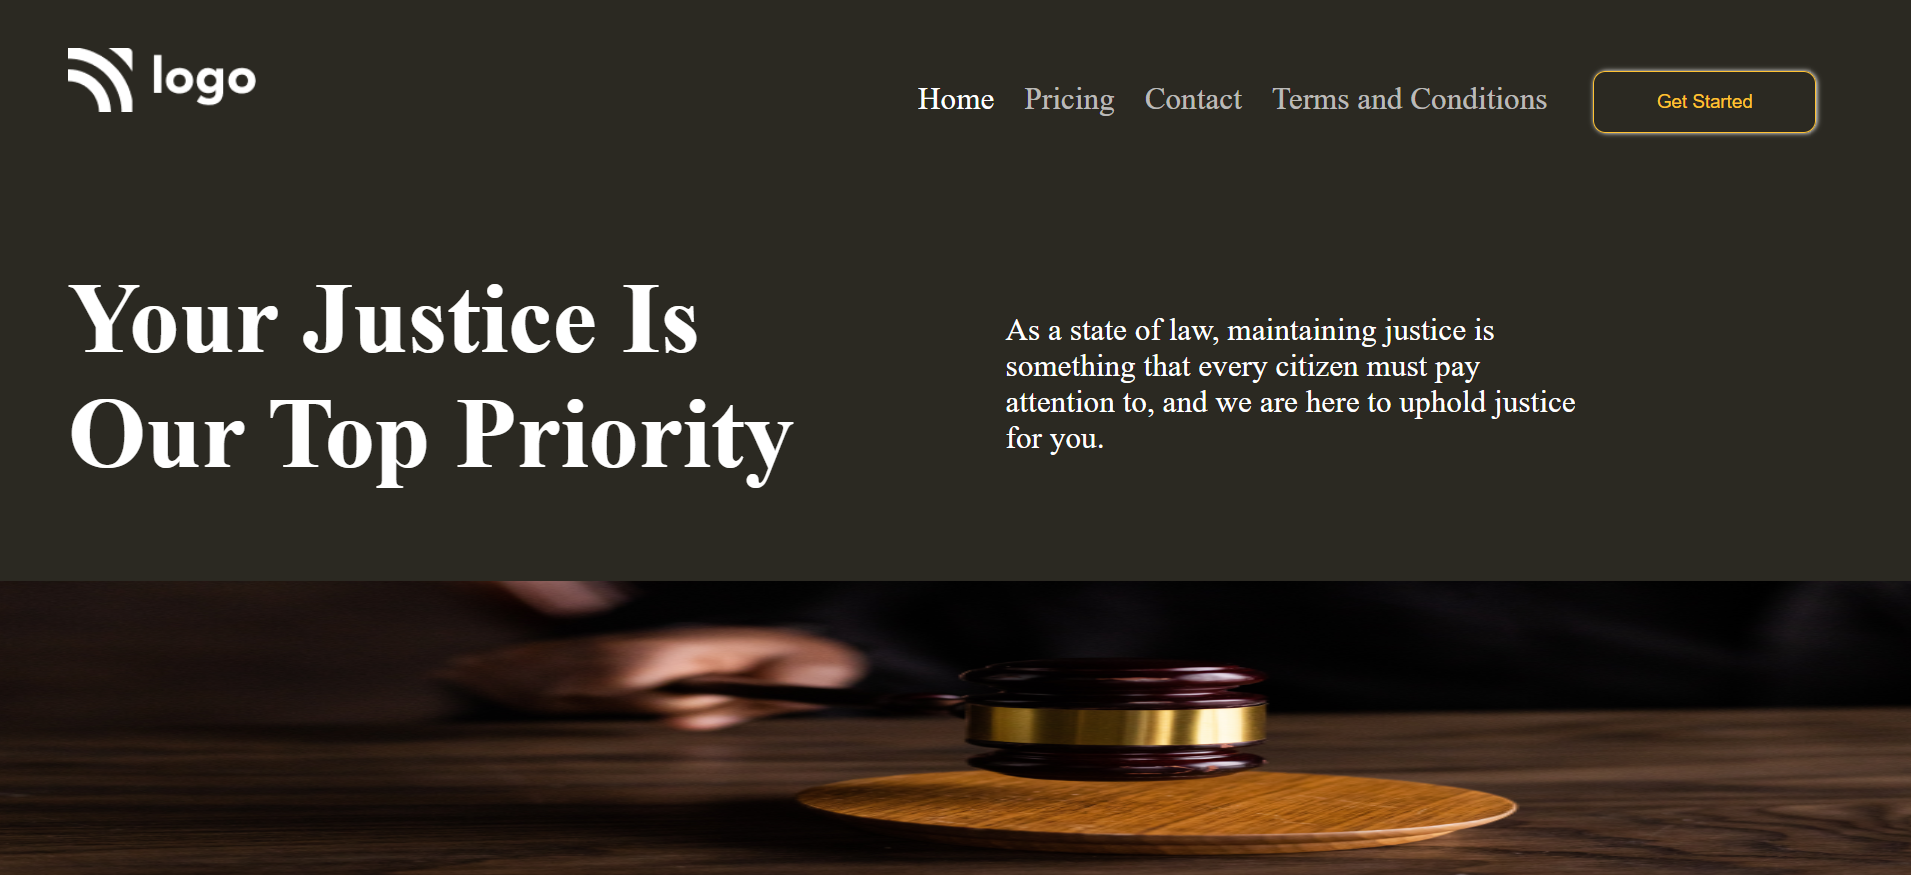 logo
Home Pricing Contact Terms and Conditions Get Started
Your Justice Is
Our Top Priority
As a state of law, maintaining justice is
something that every citizen must pay
attention to, and we are here to uphold justice
for you.